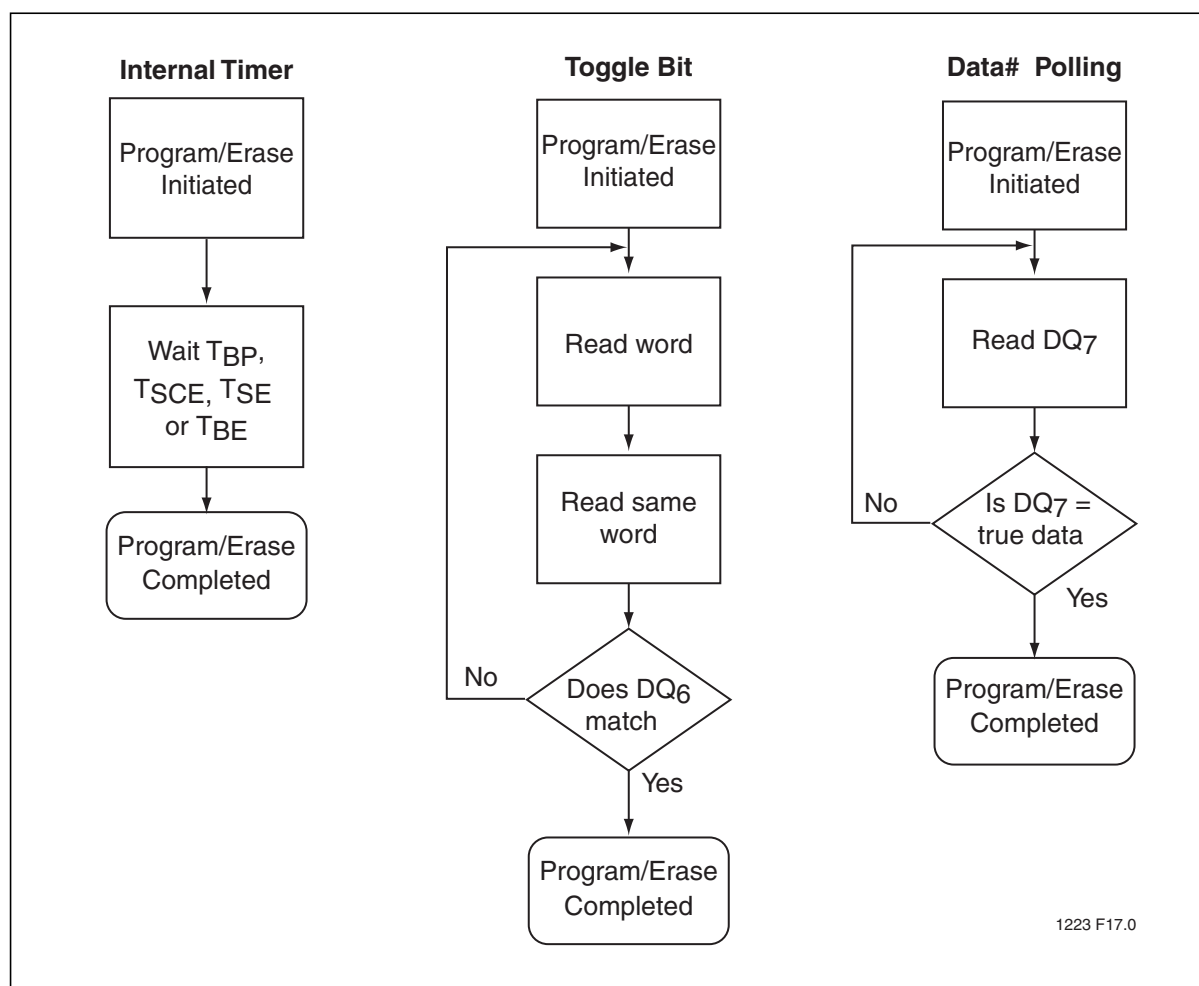 Internal Timer
Program/Erase
Initiated
Wait TBP,
TSCE, TSE
or TBE
Program/Erase
Completed
Toggle Bit
Program/Erase
Initiated
Read word
Read same
word
No
Does DQ6
match
Yes
Program/Erase
Completed
Data# Polling
Program/Erase
Initiated
Read DQ7
No
Is DQ7 =
true data
Yes
Program/Erase
Completed
1223 F17.0